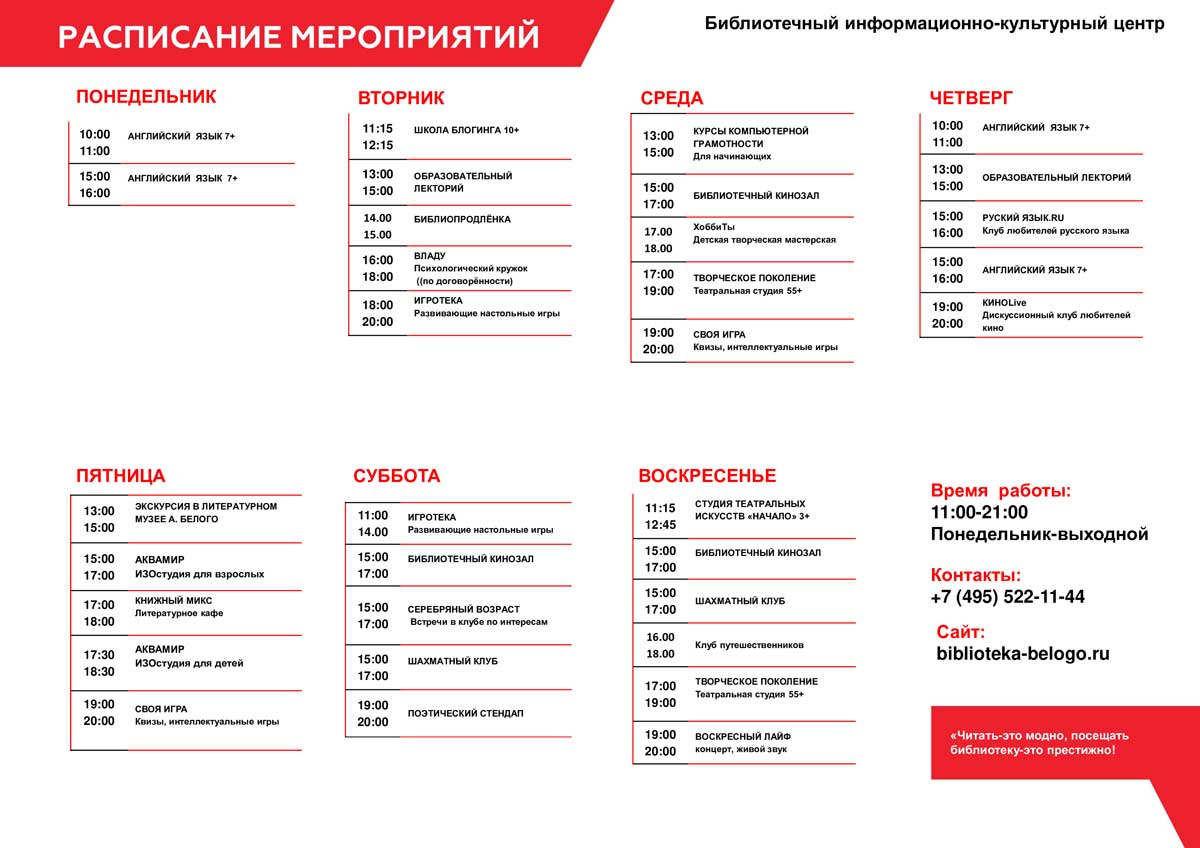 РАСПИСАНИЕ МЕРОПРИЯТИЙ
Библиотечный информационно-культурный центр
ПОНЕДЕЛЬНИК
10:00
11:00
АНГЛИЙСКИЙ ЯЗЫК 7+
15:00
16:00
АНГЛИЙСКИЙ ЯЗЫК 7+
ВТОРНИК
11:15
12:15
ШКОЛА БЛОГИНГА 10+
13:00
15:00
ОБРАЗОВАТЕЛЬНЫЙ
ЛЕКТОРИЙ
14.00
15.00
БИБЛИОПРОДЛЁНКА
16:00
18:00
ВЛАДУ
Психологический кружок
((по договорённости)
18:00
20:00
ИГРОТЕКА
Развивающие настольные игры
СРЕДА
13:00
15:00
КУРСЫ КОМПЬЮТЕРНОЙ
ГРАМОТНОСТИ
Для начинающих
15:00
17:00
БИБЛИОТЕЧНЫЙ КИНОЗАЛ
17.00
18.00
ХоббиТы
Детская творческая мастерская
17:00
19:00
ТВОРЧЕСКОЕ ПОКОЛЕНИЕ
Театральная студия 55+
19:00
20:00
СВОЯ ИГРА
Квизы, интеллектуальные игры
ЧЕТВЕРГ
10:00
11:00
АНГЛИЙСКИЙ ЯЗЫК 7+
13:00
15:00
ОБРАЗОВАТЕЛЬНЫЙ ЛЕКТОРИЙ
15:00
16:00
РУСКИЙ ЯЗЫК.RU
Клуб любителей русского языка
15:00
16:00
АНГЛИЙСКИЙ ЯЗЫК 7+
19:00
20:00
КИНОLive
Дискуссионный клуб любителей
кино
ПЯТНИЦА
13:00
15:00
ЭКСКУРСИЯ В ЛИТЕРАТУРНОМ
МУЗЕЕ А. БЕЛОГО
15:00
17:00
АКВАМИР
ИЗОстудия для взрослых
17:00
18:00
КНИЖНЫЙ МИКС
Литературное кафе
17:30
18:30
АКВАМИР
ИЗОстудия для детей
19:00
20:00
СВОЯ ИГРА
Квизы, интеллектуальные игры
СУББОТА
11:00
14.00
ИГРОТЕКА
Развивающие настольные игры
15:00
17:00
БИБЛИОТЕЧНЫЙ КИНОЗАЛ
15:00
17:00
СЕРЕБРЯНЫЙ ВОЗРАСТ
Встречи в клубе по интересам
15:00
17:00
ШАХМАТНЫЙ КЛУБ
19:00
20:00
ПОЭТИЧЕСКИЙ СТЕНДАП
ВОСКРЕСЕНЬЕ
11:15
12:45
СТУДИЯ ТЕАТРАЛЬНЫХ
ИСКУССТВ «НАЧАЛО» 3+
15:00
17:00
БИБЛИОТЕЧНЫЙ КИНОЗАЛ
15:00
17:00
ШАХМАТНЫЙ КЛУБ
16.00
18.00
Клуб путешественников
17:00
19:00
ТВОРЧЕСКОЕ ПОКОЛЕНИЕ
Театральная студия 55+
19:00
20:00
ВОСКРЕСНЫЙ ЛАЙФ
концерт, живой звук
Время работы:
11:00-21:00
Понедельник-выходной
Контакты:
+7 (495) 522-11-44
Сайт:
biblioteka-belogo.ru
«Читать-это модно, посещать
библиотеку-это престижно!